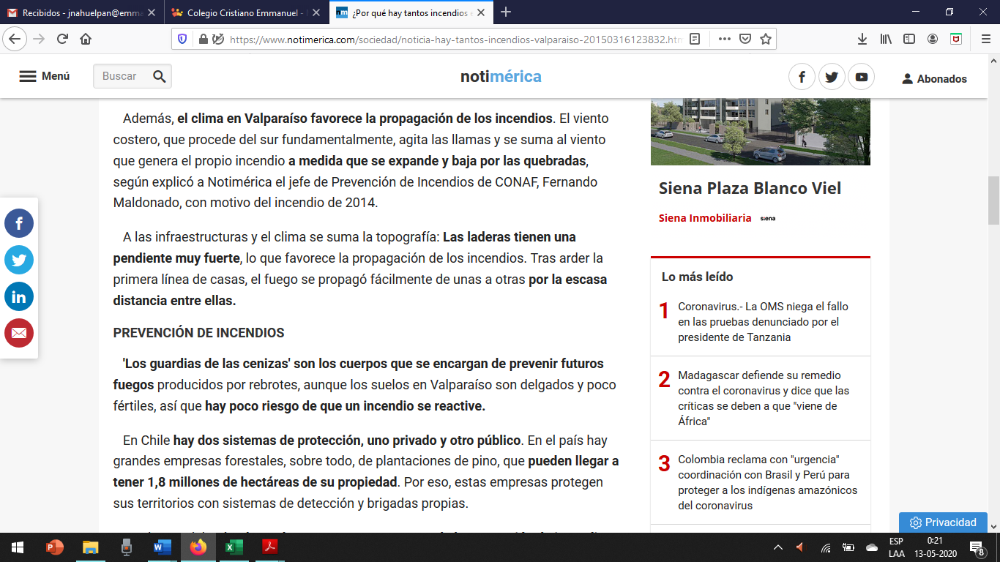 Recibidos - jnahuelpan@emma
Colegio Cristiano Emmanuel -
¿Por qué hay tantos incendios e
https://www.notimerica.com/sociedad/noticia-hay-tantos-incendios-valparaiso-20150316123832.htm
Menú
Buscar
notimérica
Abonados
Además, el clima en Valparaíso favorece la propagación de los incendios. El viento
costero, que procede del sur fundamentalmente, agita las llamas y se suma al viento
que genera el propio incendio a medida que se expande y baja por las quebradas,
según explicó a Notimérica el jefe de Prevención de Incendios de CONAF, Fernando
Maldonado, con motivo del incendio de 2014.
A las infraestructuras y el clima se suma la topografía: Las laderas tienen una
pendiente muy fuerte, lo que favorece la propagación de los incendios. Tras arder la
primera línea de casas, el fuego se propagó fácilmente de unas a otras por la escasa
distancia entre ellas.
PREVENCIÓN DE INCENDIOS
'Los guardias de las cenizas' son los cuerpos que se encargan de prevenir futuros
fuegos producidos por rebrotes, aunque los suelos en Valparaíso son delgados y poco
fértiles, así que hay poco riesgo de que un incendio se reactive.
En Chile hay dos sistemas de protección, uno privado y otro público. En el país hay
grandes empresas forestales, sobre todo, de plantaciones de pino, que pueden llegar a
tener 1,8 millones de hectáreas de su propiedad. Por eso, estas empresas protegen
sus territorios con sistemas de detección y brigadas propias.
Siena Plaza Blanco Viel
Siena Inmobiliaria
siena
Lo más leído
1
Coronavirus.- La OMS niega el fallo
en las pruebas denunciado por el
presidente de Tanzania
2
Madagascar defiende su remedio
contra el coronavirus y dice que las
críticas se deben a que "viene de
África"
3
Colombia reclama con "urgencia"
coordinación con Brasil y Perú para
proteger a los indígenas amazónicos
del coronavirus
Privacidad
ESP
LAA
0:21
13-05-2020
8